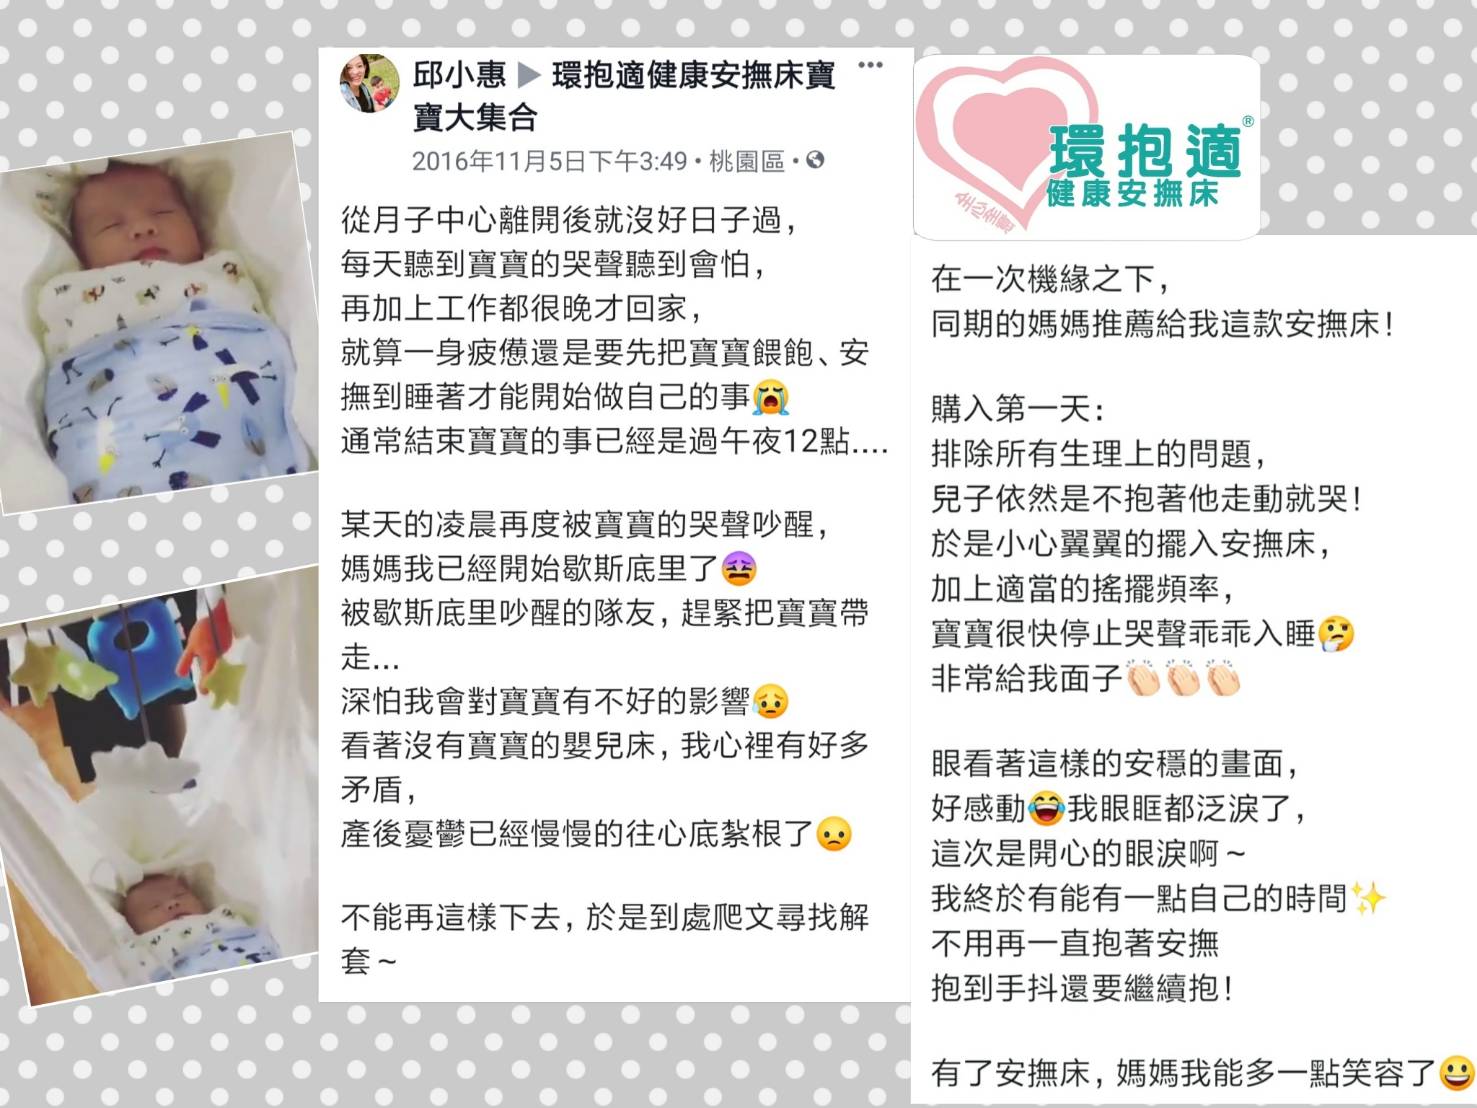 邱小惠 ▶ 環抱適健康安撫床寶
寶大集合
2016年11月5日下午3:49 • 桃園區 •
從月子中心離開後就沒好日子過，
每天聽到寶寶的哭聲聽到會怕，
再加上工作都很晚才回家，
就算一身疲憊還是要先把寶寶餵飽、安
撫到睡著才能開始做自己的事😭
通常結束寶寶的事已經是過午夜12點....
某天的凌晨再度被寶寶的哭聲吵醒，
媽媽我已經開始歇斯底里了😩
被歇斯底里吵醒的隊友，趕緊把寶寶帶
走...
深怕我會對寶寶有不好的影響😥
看著沒有寶寶的嬰兒床，我心裡有好多
矛盾，
產後憂鬱已經慢慢的往心底紮根了🙁
不能再這樣下去，於是到處爬文尋找解
套～
環抱適®
健康安撫床
全心全意
在一次機緣之下，
同期的媽媽推薦給我這款安撫床！
購入第一天：
排除所有生理上的問題，
兒子依然是不抱著他走動就哭！
於是小心翼翼的擺入安撫床，
加上適當的搖擺頻率，
寶寶很快停止哭聲乖乖入睡🤔
非常給我面子👏🏻👏🏻👏🏻
眼看著這樣的安穩的畫面，
好感動😂我眼眶都泛淚了，
這次是開心的眼淚啊～
我終於有能有一點自己的時間✨
不用再一直抱著安撫
抱到手抖還要繼續抱！
有了安撫床，媽媽我能多一點笑容了😀